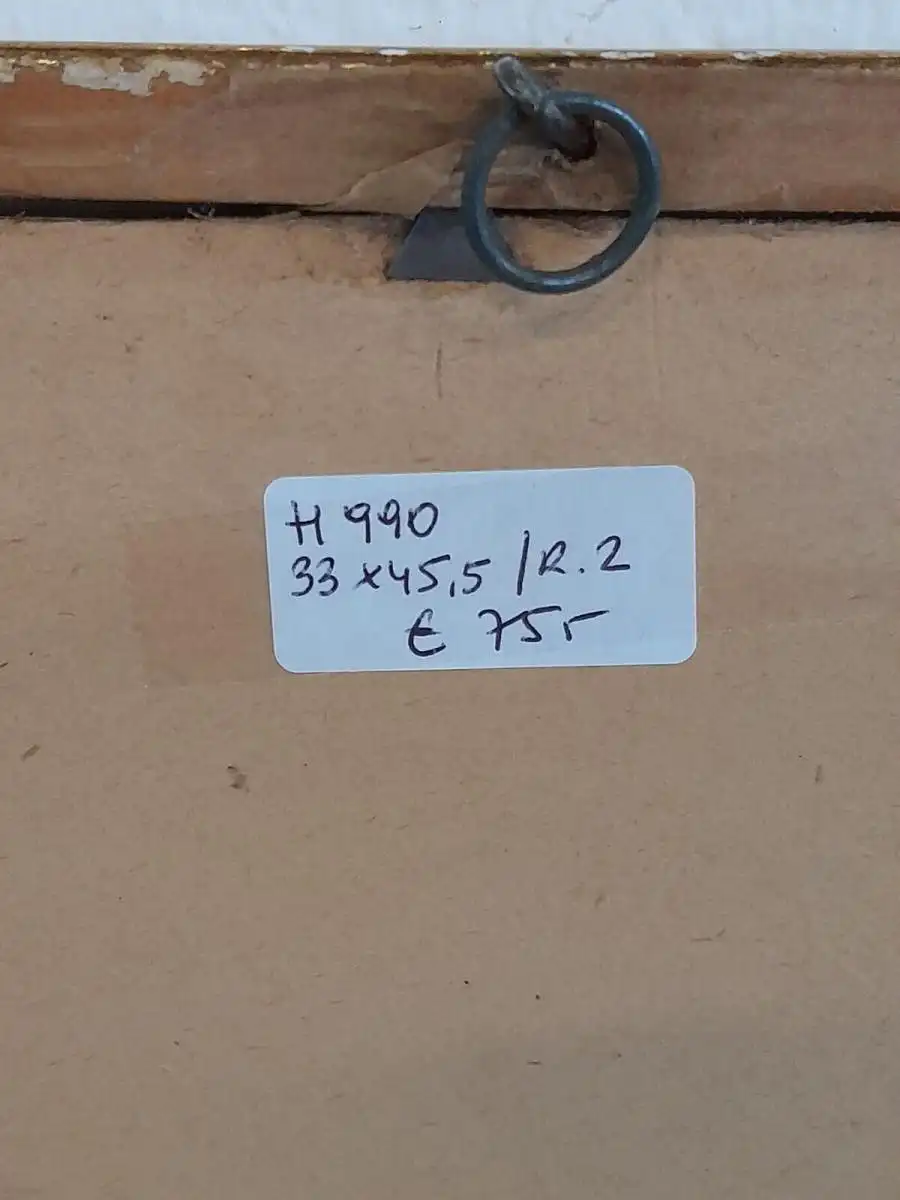 H 990
33 x 45,5 / R. 2
€ 75,-